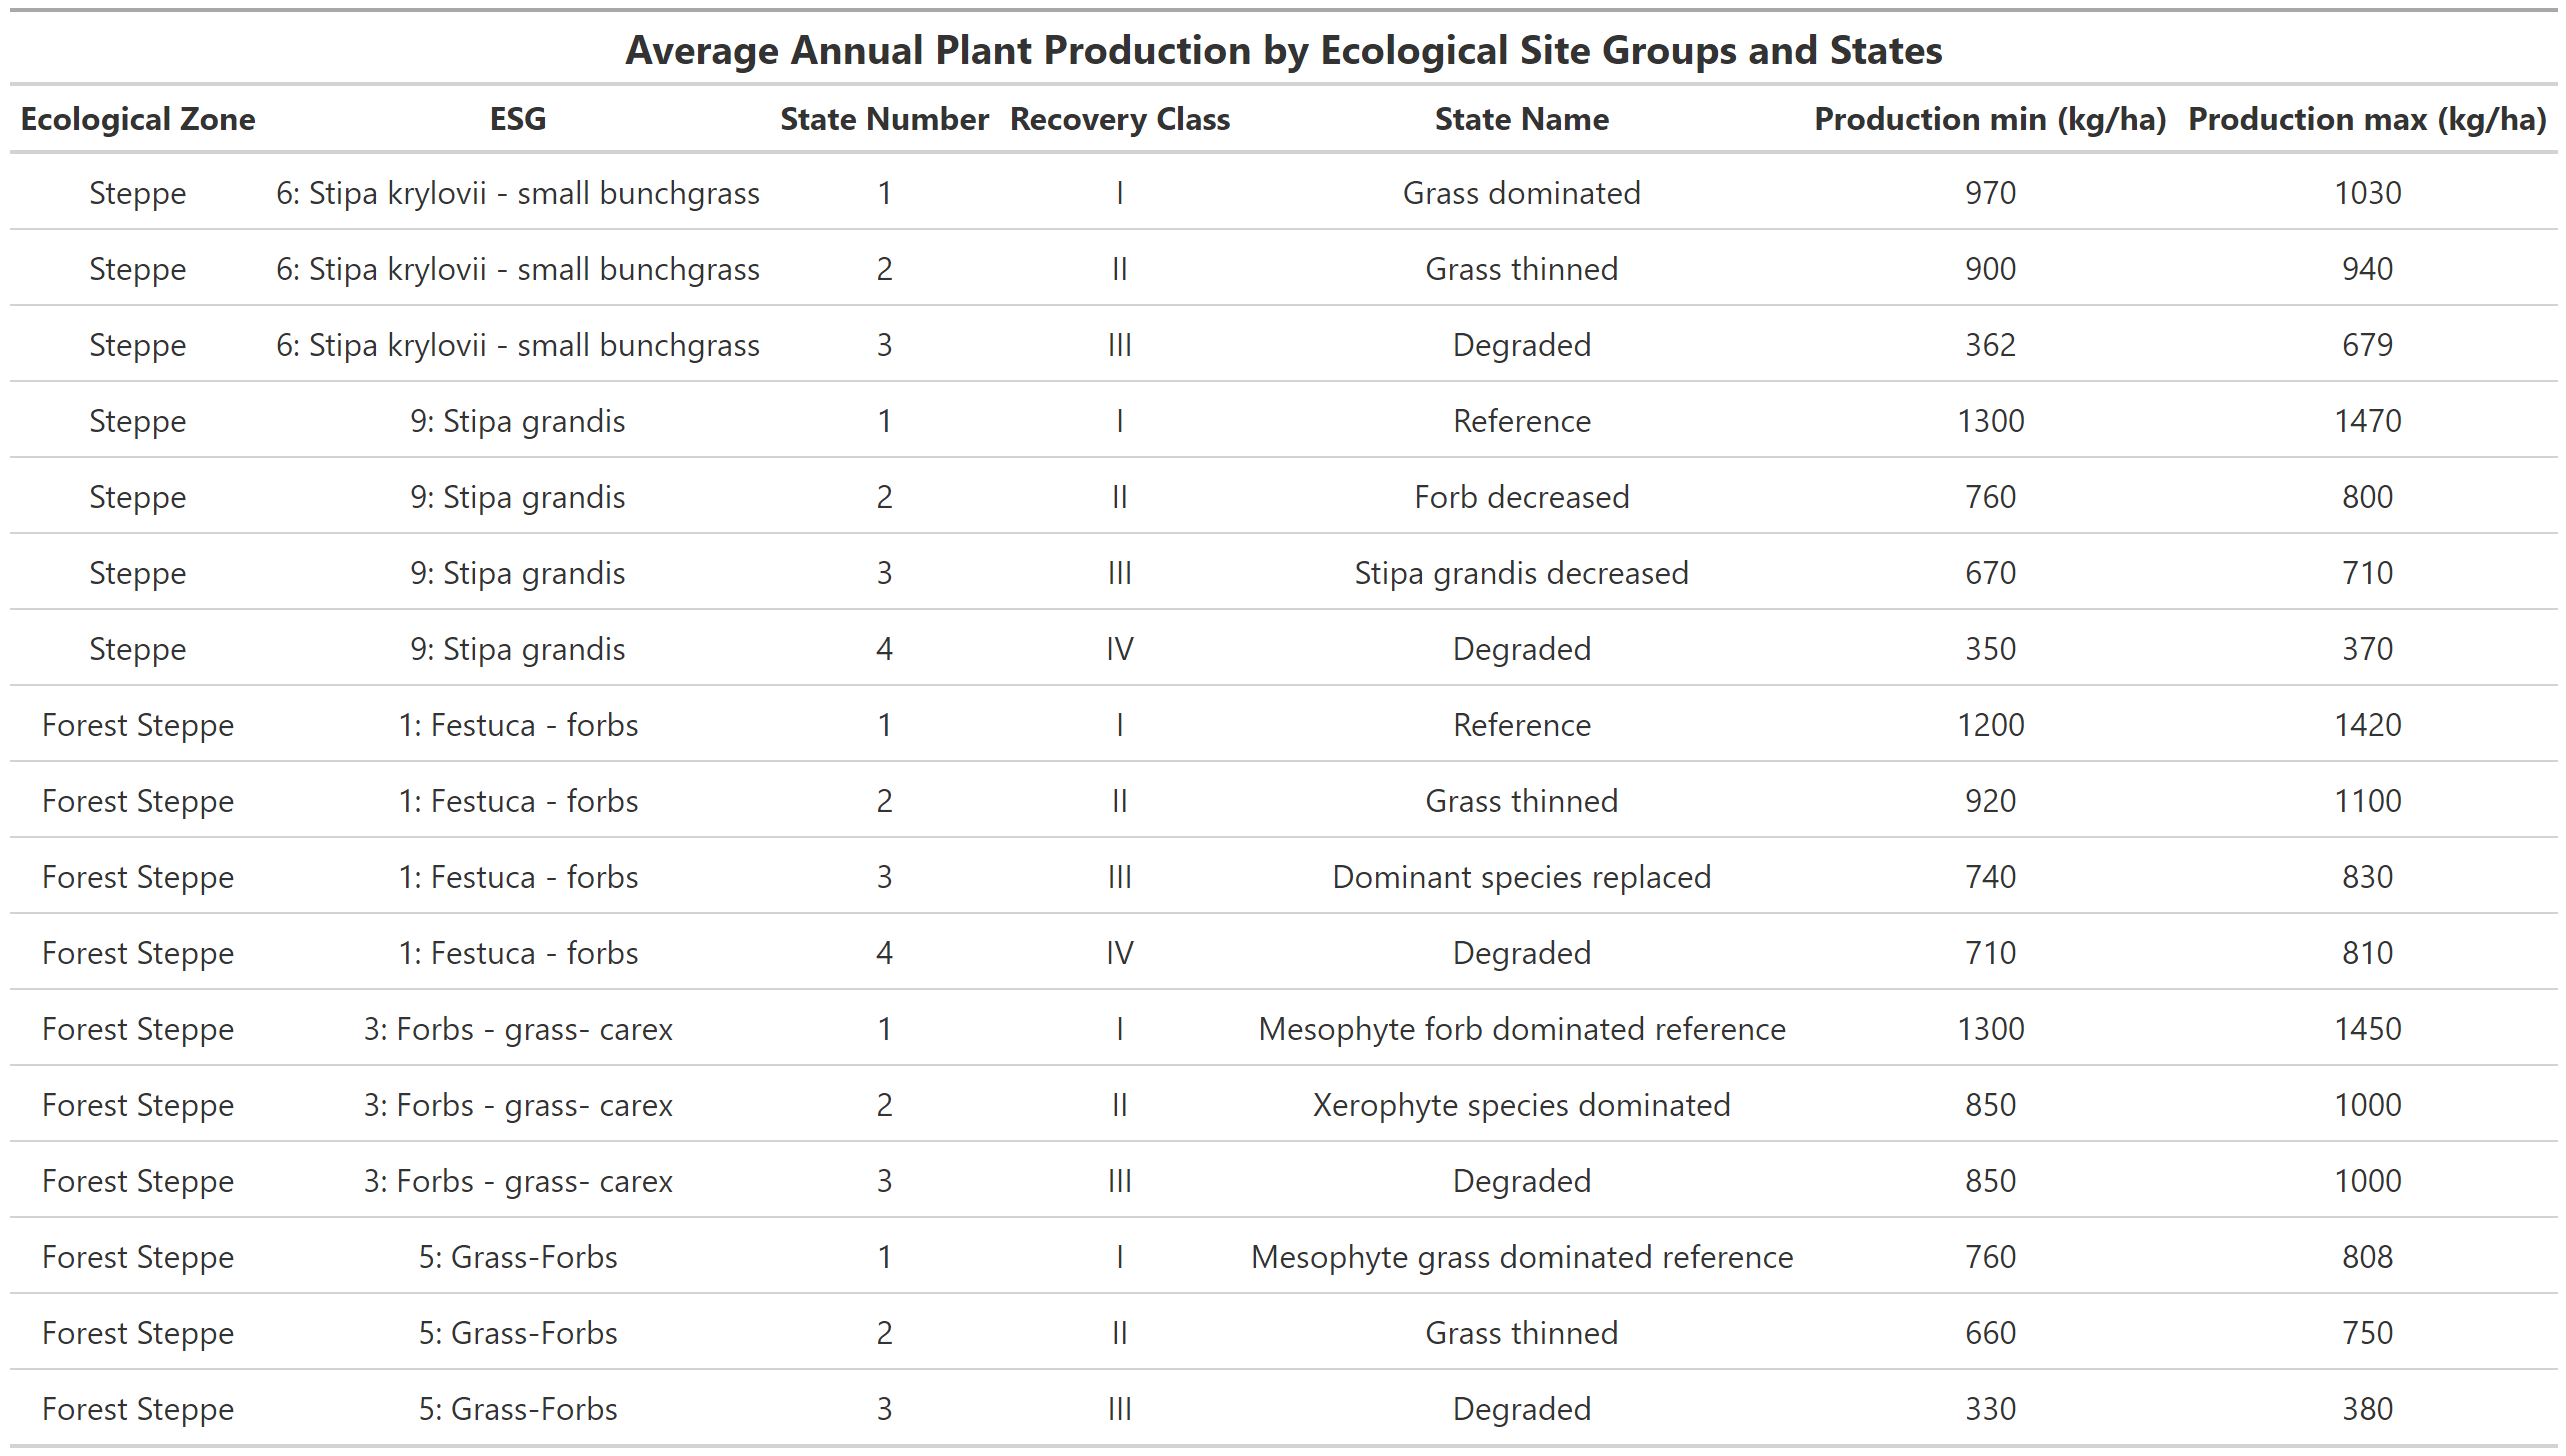 Average Annual Plant Production by Ecological Site Groups and States
Ecological Zone ESG State Number Recovery Class State Name Production min (kg/ha) Production max (kg/ha)
Steppe 6: Stipa krylovii - small bunchgrass 1 I Grass dominated 970 1030
Steppe 6: Stipa krylovii - small bunchgrass 2 II Grass thinned 900 940
Steppe 6: Stipa krylovii - small bunchgrass 3 III Degraded 362 679
Steppe 9: Stipa grandis 1 I Reference 1300 1470
Steppe 9: Stipa grandis 2 II Forb decreased 760 800
Steppe 9: Stipa grandis 3 III Stipa grandis decreased 670 710
Steppe 9: Stipa grandis 4 IV Degraded 350 370
Forest Steppe 1: Festuca - forbs 1 I Reference 1200 1420
Forest Steppe 1: Festuca - forbs 2 II Grass thinned 920 1100
Forest Steppe 1: Festuca - forbs 3 III Dominant species replaced 740 830
Forest Steppe 1: Festuca - forbs 4 IV Degraded 710 810
Forest Steppe 3: Forbs - grass- carex 1 I Mesophyte forb dominated reference 1300 1450
Forest Steppe 3: Forbs - grass- carex 2 II Xerophyte species dominated 850 1000
Forest Steppe 3: Forbs - grass- carex 3 III Degraded 850 1000
Forest Steppe 5: Grass-Forbs 1 I Mesophyte grass dominated reference 760 808
Forest Steppe 5: Grass-Forbs 2 II Grass thinned 660 750
Forest Steppe 5: Grass-Forbs 3 III Degraded 330 380